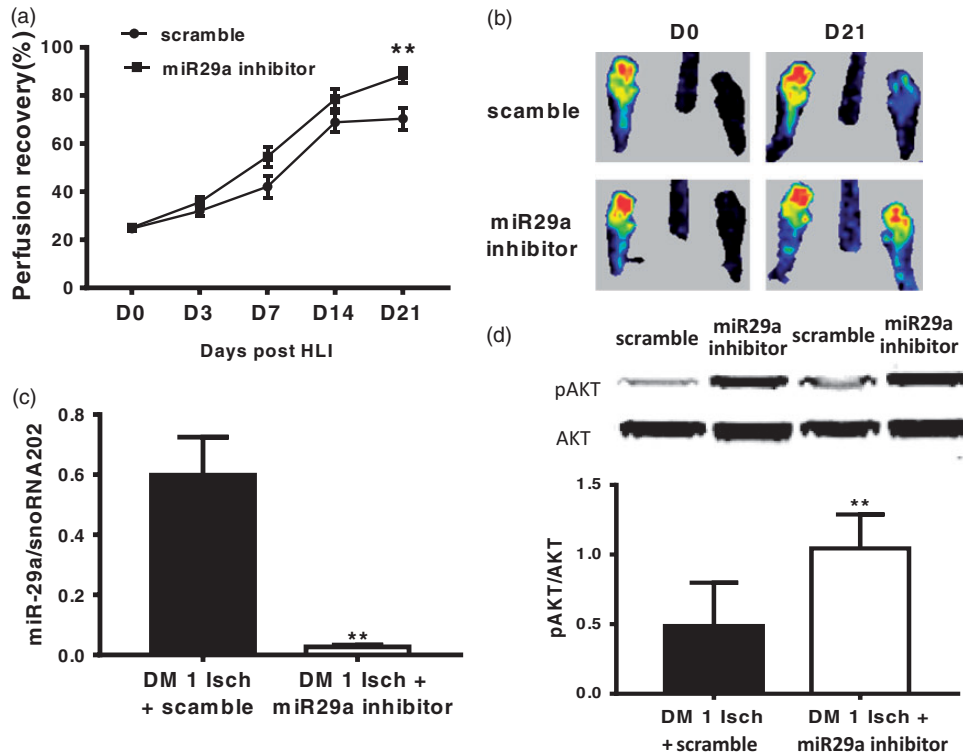 (a)
scramble
miR29a inhibitor
**
Perfusion recovery(%)
100
80
60
40
20
0
D0 D3 D7 D14 D21
Days post HLI
(b)
D0 D21
scamble
miR29a
inhibitor
(c)
miR-29a/snoRNA202
0.8
0.6
0.4
0.2
0.0
**
DM 1 Isch
+ scamble
DM 1 Isch +
miR29a inhibitor
(d)
scramble miR29a inhibitor scramble miR29a inhibitor
pAKT
AKT
pAKT/AKT
1.5
1.0
0.5
0.0
**
DM 1 Isch
+ scramble
DM 1 Isch +
miR29a inhibitor